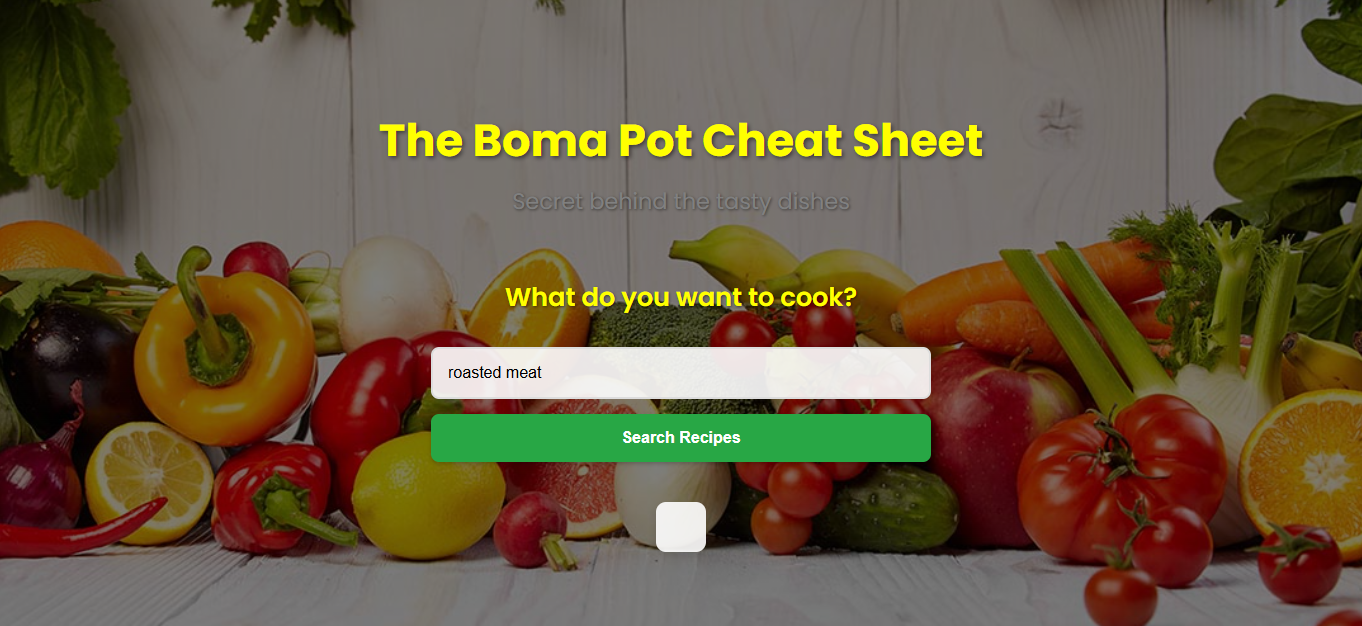 The Boma Pot Cheat Sheet
Secret behind the tasty dishes
What do you want to cook?
roasted meat
Search Recipes